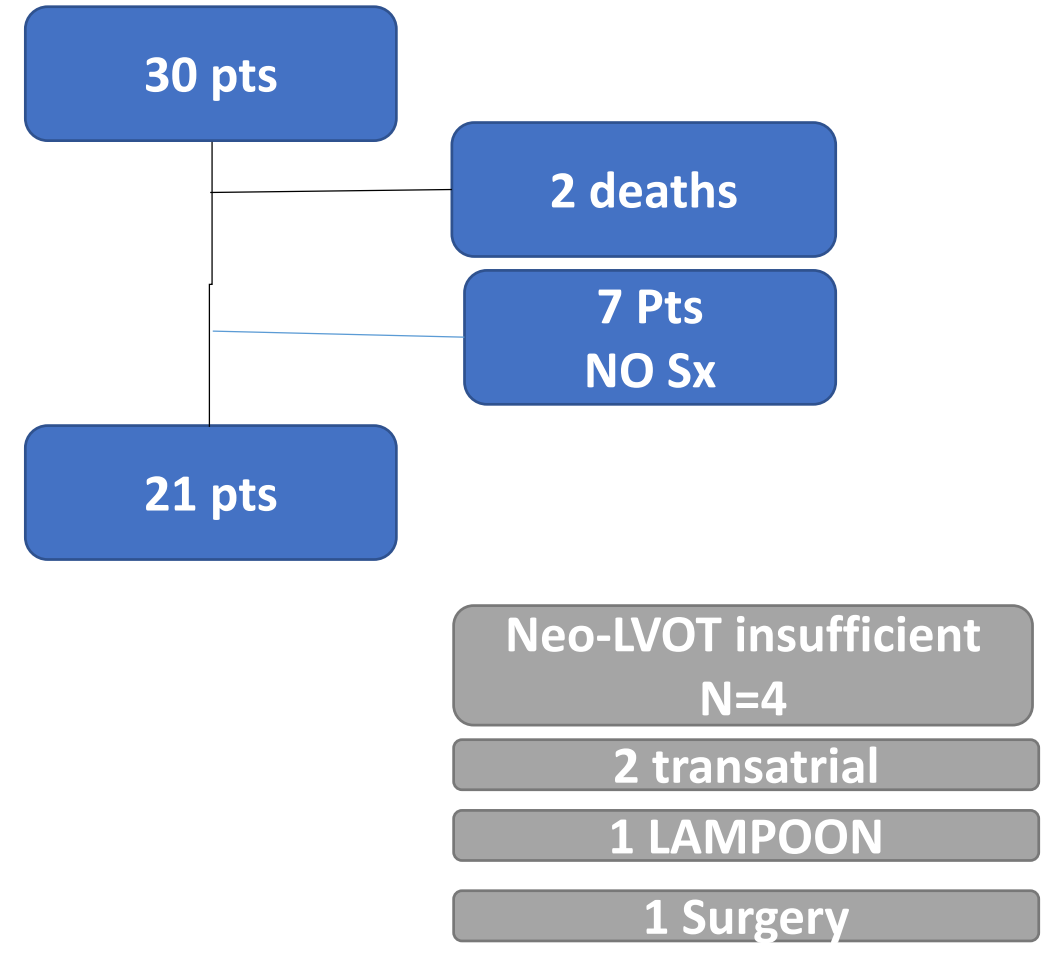 30 pts
2 deaths
7 Pts
NO Sx
21 pts
Neo-LVOT insufficient
N=4
2 transatrial
1 LAMPOON
1 Surgery